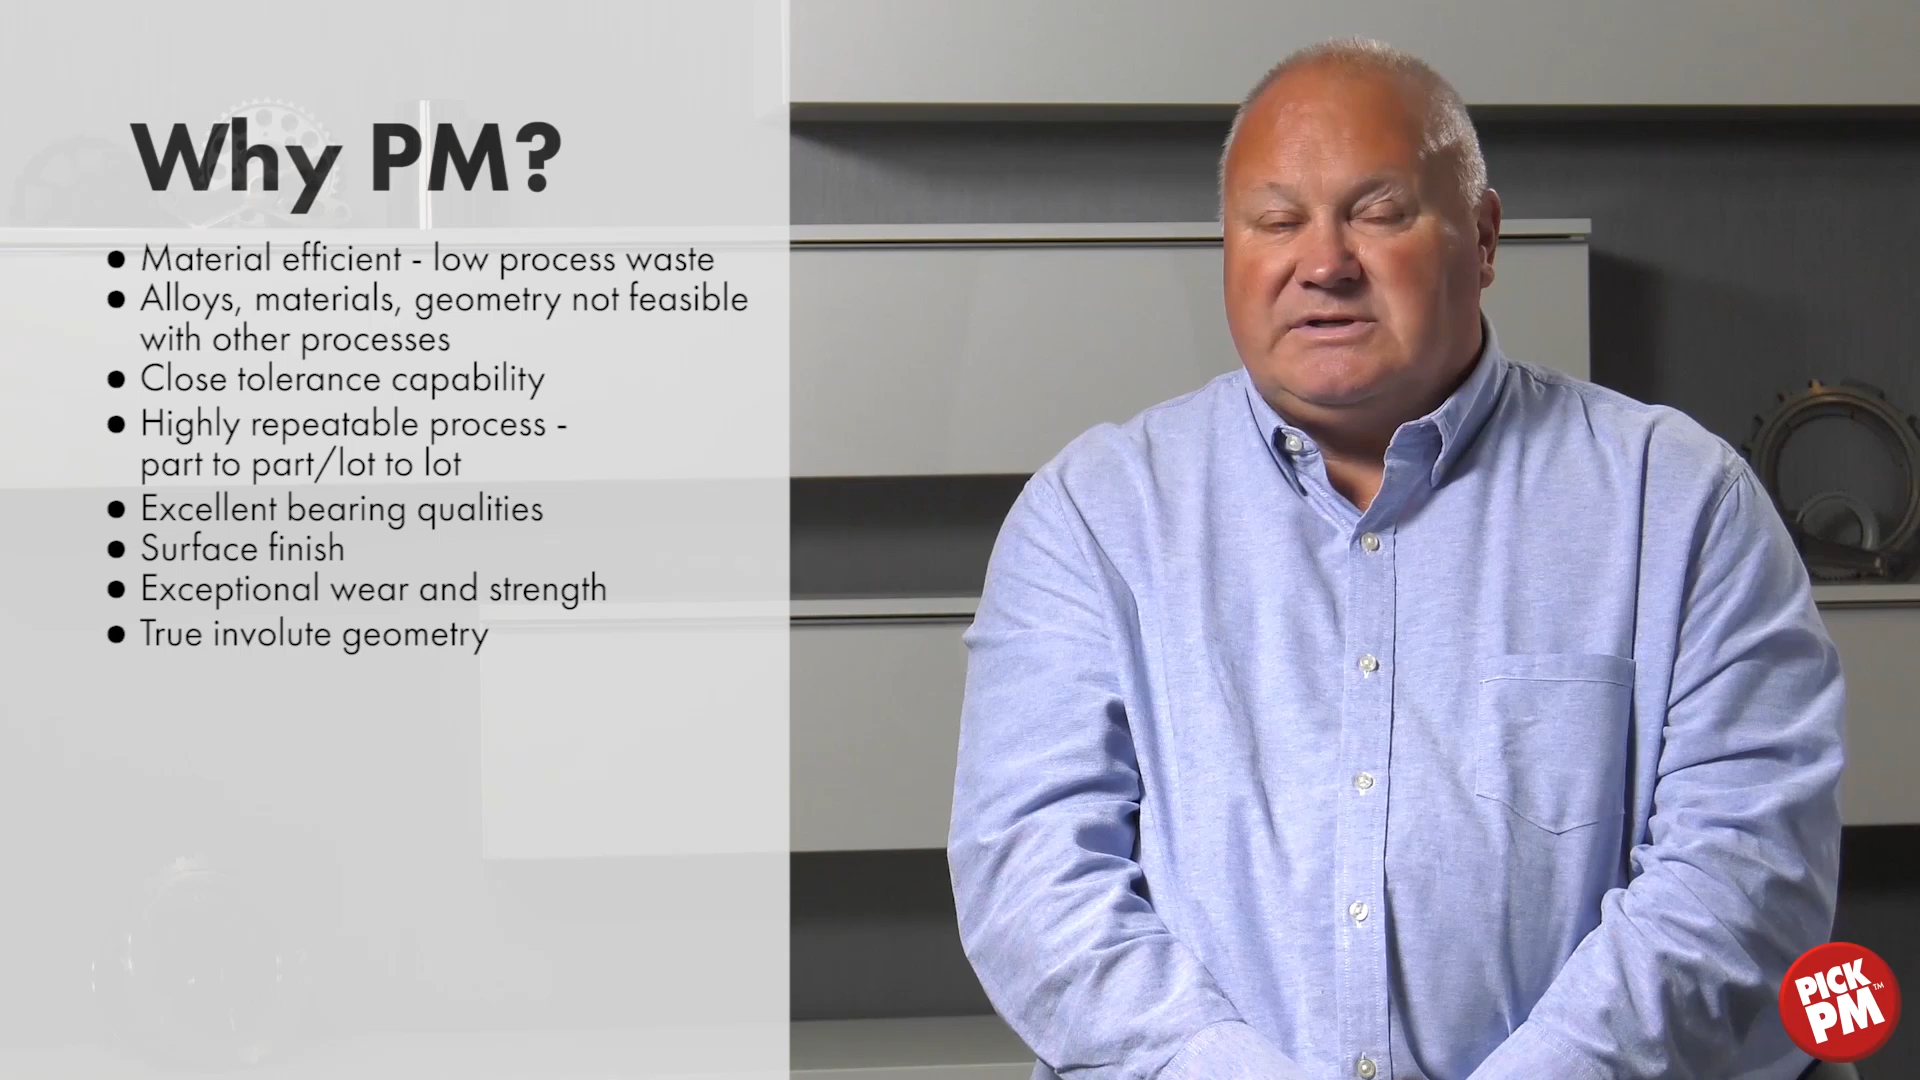 Why PM?
● Material efficient - low process waste
● Alloys, materials, geometry not feasible
with other processes
● Close tolerance capability
● Highly repeatable process -
part to part/lot to lot
● Excellent bearing qualities
● Surface finish
● Exceptional wear and strength
● True involute geometry
PICK
PM™